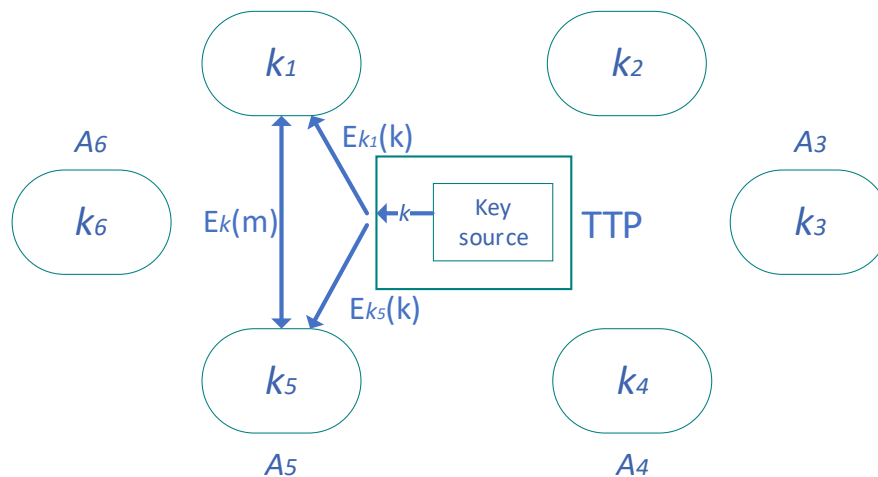 k1
k2
Ek1(k)
A6
A3
k6
Ek(m)
k
Key
source
TTP
k3
Ek5(k)
k5
k4
A5
A4